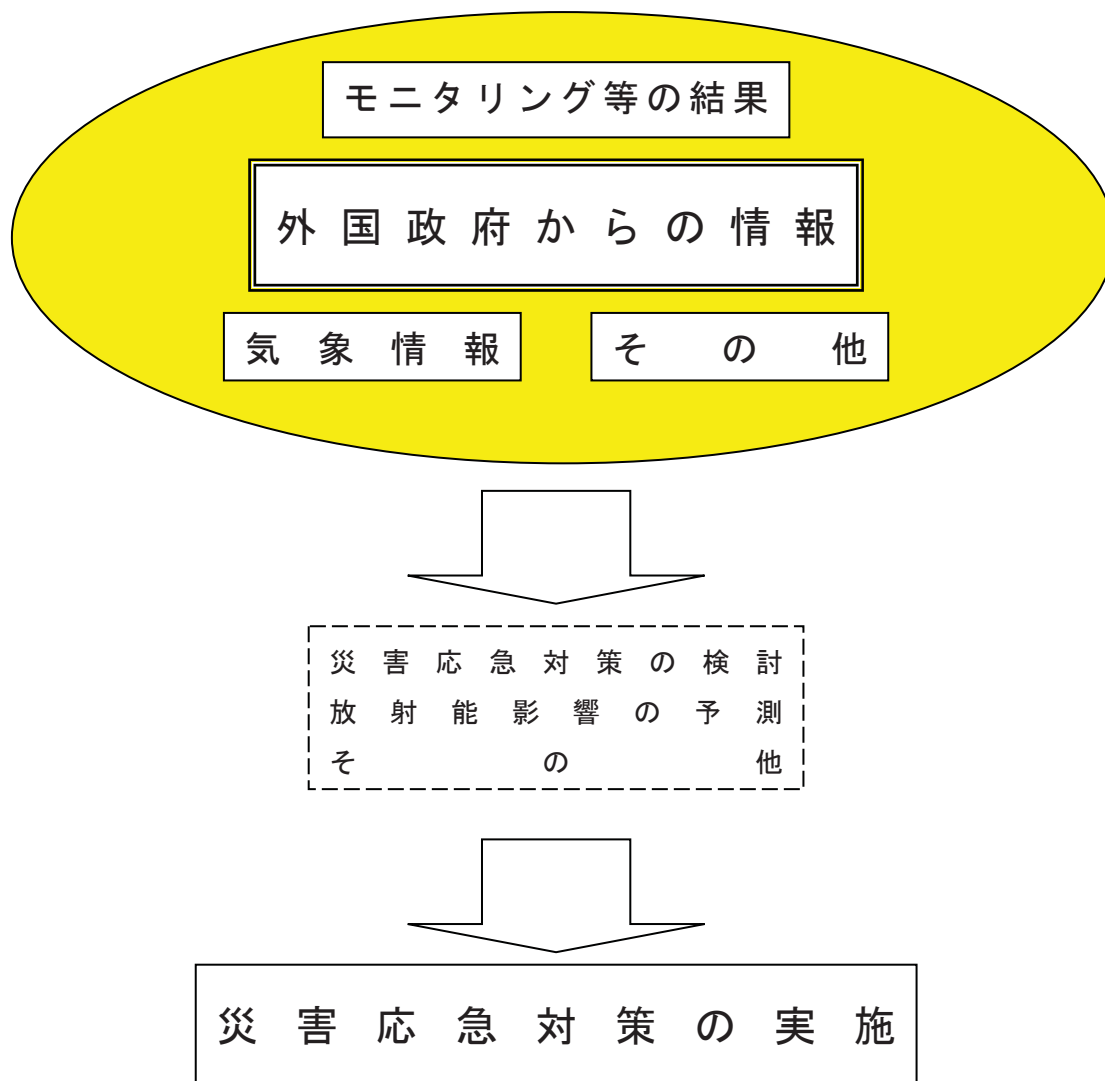 モニタリング等の結果
外国政府からの情報
気象情報
その他
災害応急対策の検討
放射能影響の予測
その他
災害応急対策の実施